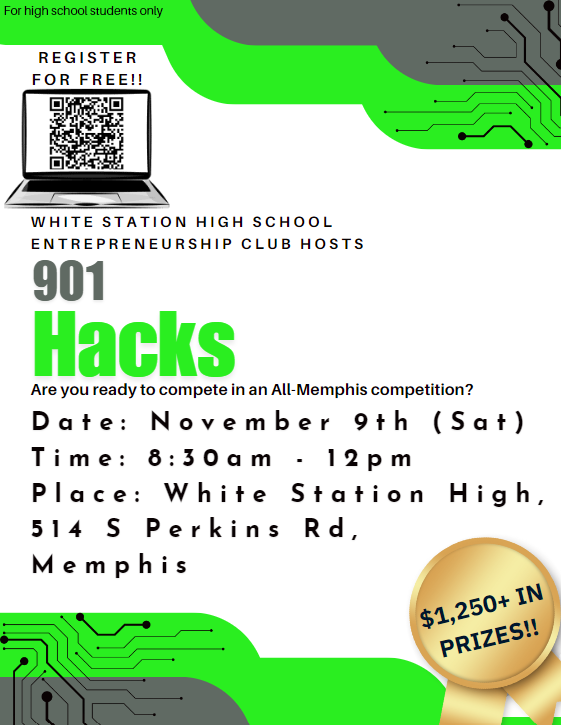 For high school students only
REGISTER
FOR FREE!!
WHITE STATION HIGH SCHOOL
ENTREPRENEURSHIP CLUB HOSTS
901
Hacks
Are you ready to compete in an All-Memphis competition?
Date: November 9th (Sat)
Time: 8:30am - 12pm
Place: White Station High,
514 S Perkins Rd,
Memphis
$1,250+ IN
PRIZES!!